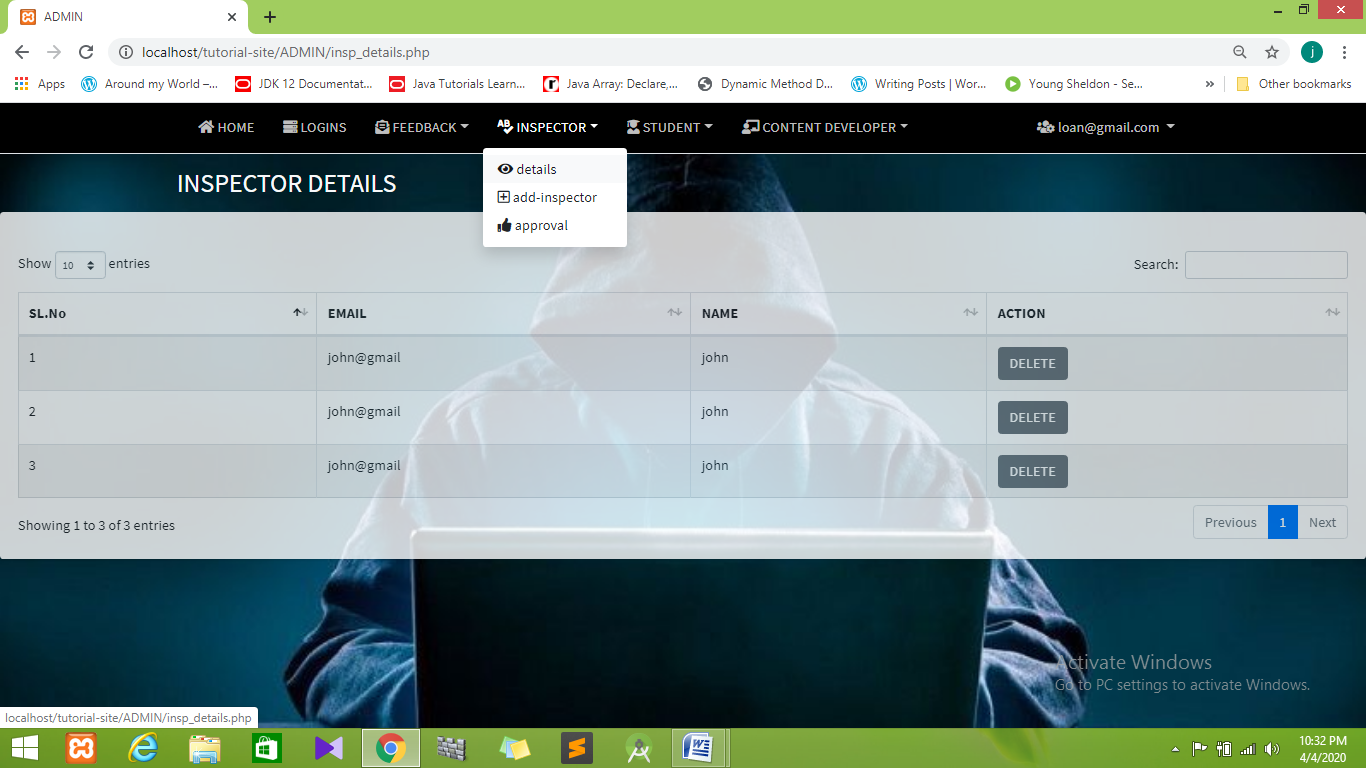 ADMIN
localhost/tutorial-site/ADMIN/insp_details.php
j
Apps
Around my World –...
JDK 12 Documentat...
Java Tutorials Learn...
Java Array: Declare,...
Dynamic Method D...
Writing Posts | Wor...
Young Sheldon - Se...
»
Other bookmarks
HOME
LOGINS
FEEDBACK
INSPECTOR
STUDENT
CONTENT DEVELOPER
loan@gmail.com
details
add-inspector
approval
INSPECTOR DETAILS
Show 10 entries
Search:
SL.No EMAIL NAME ACTION
1 john@gmail john DELETE
2 john@gmail john DELETE
3 john@gmail john DELETE
Showing 1 to 3 of 3 entries
Previous 1 Next
Activate Windows
Go to PC settings to activate Windows.
localhost/tutorial-site/ADMIN/insp_details.php
10:32 PM
4/4/2020